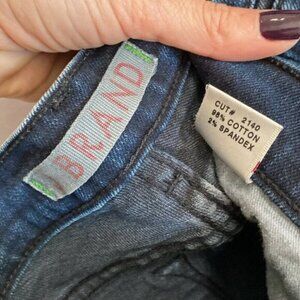 BRAND
CUT# 2140
98% COTTON
2% SPANDEX